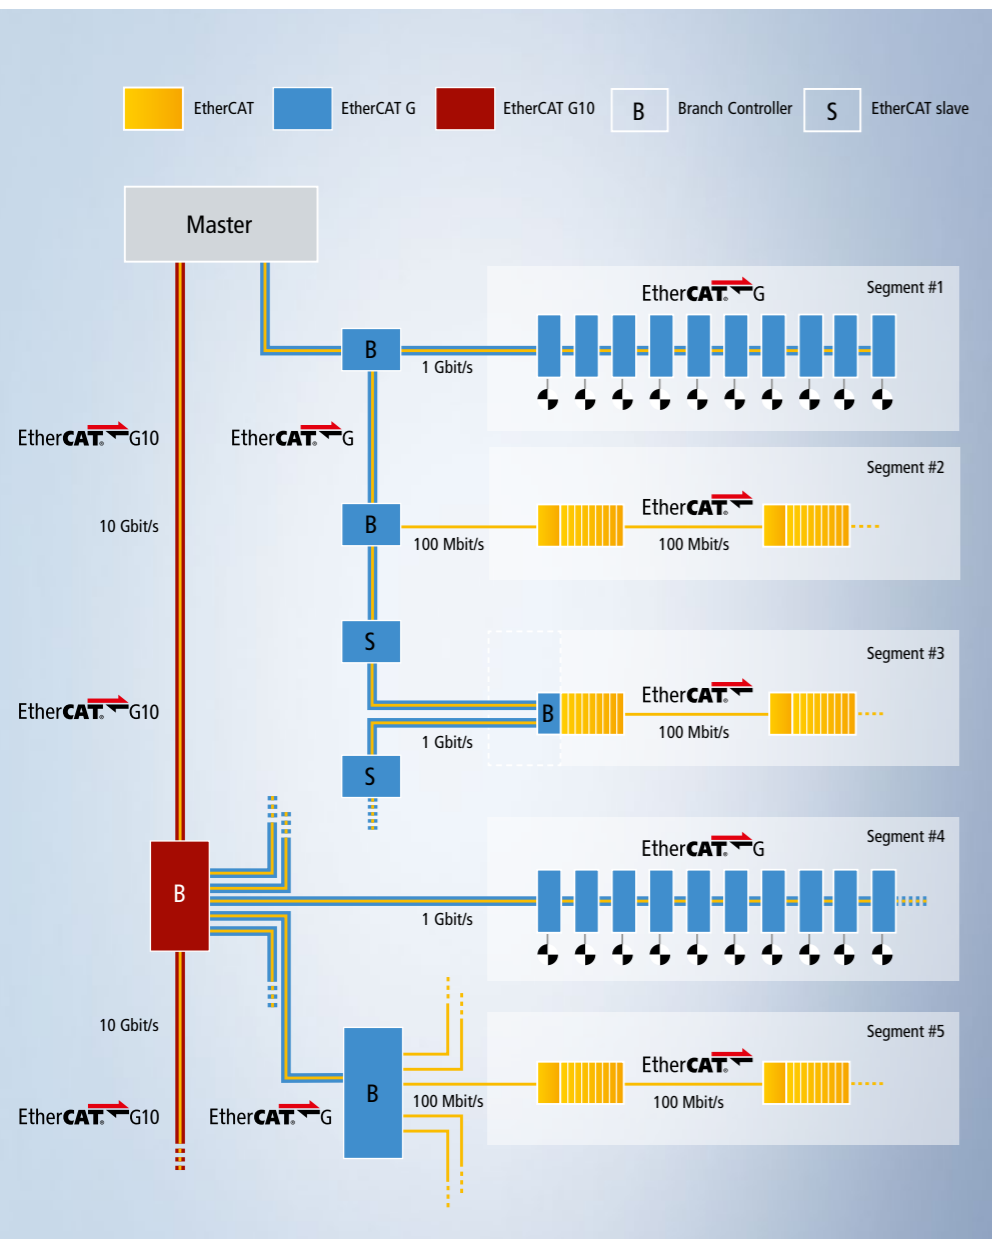 EtherCAT
EtherCAT G
EtherCAT G10
B
Branch Controller
S
EtherCAT slave
Master
EtherCAT® G
Segment #1
B
1 Gbit/s
EtherCAT® G10
EtherCAT® G
Segment #2
EtherCAT®
10 Gbit/s
B
100 Mbit/s
100 Mbit/s
S
Segment #3
EtherCAT®
EtherCAT® G10
B
100 Mbit/s
1 Gbit/s
S
Segment #4
EtherCAT® G
B
1 Gbit/s
10 Gbit/s
Segment #5
EtherCAT®
B
100 Mbit/s
100 Mbit/s
EtherCAT® G10
EtherCAT® G